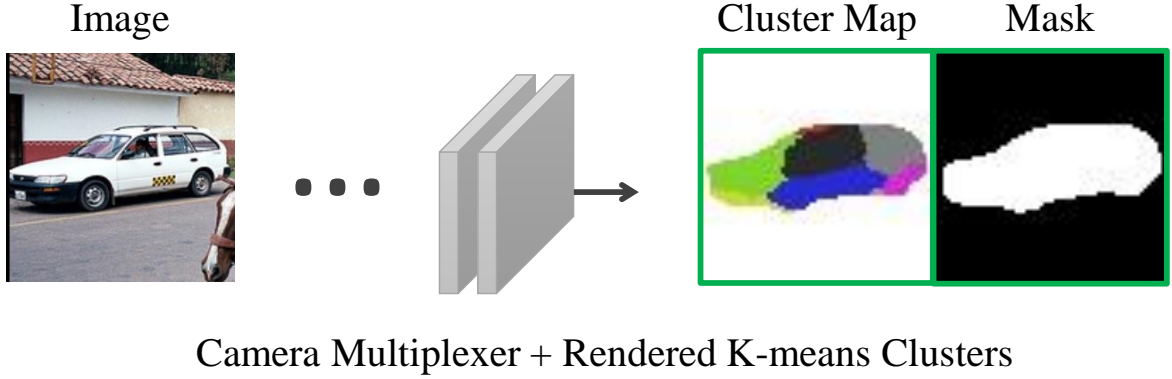 Image
Cluster Map
Mask
Camera Multiplexer + Rendered K-means Clusters